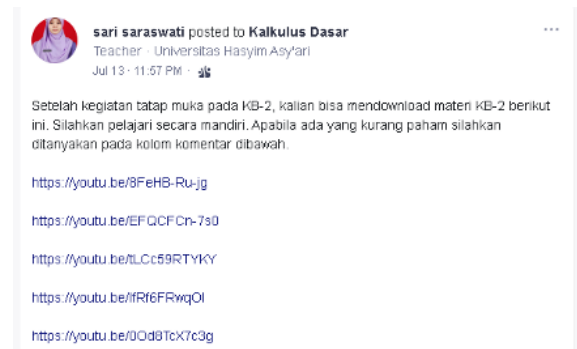 sari saraswati posted to Kalkulus Dasar
Teacher · Universitas Hasyim Asy'ari
Jul 13 · 11:57 PM ·
Setelah kegiatan tatap muka pada KB-2, kalian bisa mendownload materi KB-2 berikut
ini. Silahkan pelajari secara mandiri. Apabila ada yang kurang paham silahkan
ditanyakan pada kolom komentar dibawah.
https://youtu.be/8FeHB-Ru-jg
https://youtu.be/EFQCFCn-7s0
https://youtu.be/tLCc59RTYKY
https://youtu.be/lfRf6FRwqOI
https://youtu.be/0Od8TcX7c3g